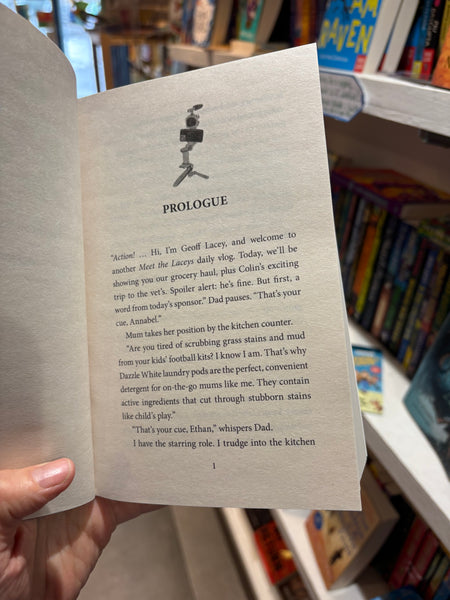 PROLOGUE
“Action! … Hi, I’m Geoff Lacey, and welcome to
another Meet the Laceys daily vlog. Today, we’ll be
showing you our grocery haul, plus Colin’s exciting
trip to the vet’s. Spoiler alert: he’s fine. But first, a
word from today’s sponsor.” Dad pauses. “That’s your
cue, Annabel.”
Mum takes her position by the kitchen counter.
“Are you tired of scrubbing grass stains and mud
from your kids’ football kits? I know I am. That’s why
Dazzle White laundry pods are the perfect, convenient
detergent for on-the-go mums like me. They contain
active ingredients that cut through stubborn stains
like child’s play.”
“That’s your cue, Ethan,” whispers Dad.
I have the starring role. I trudge into the kitchen
1
I AM
RAVEN